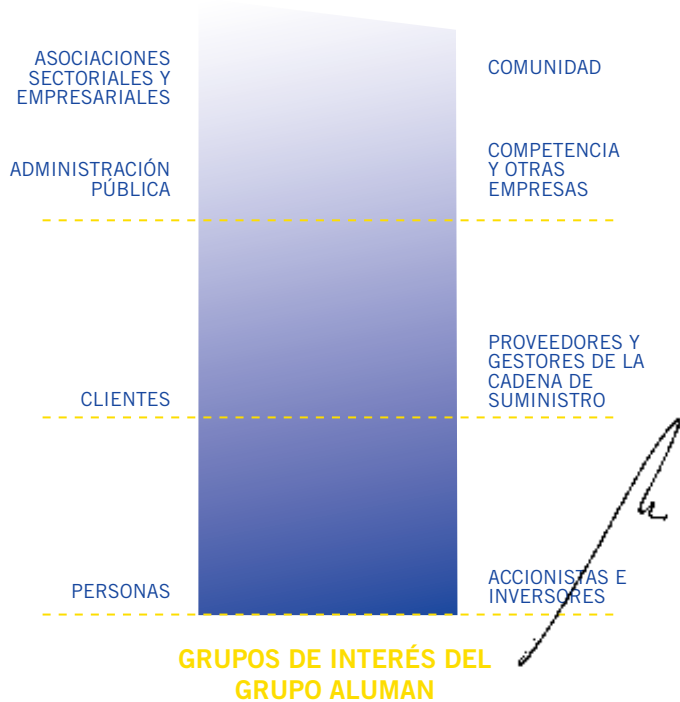 ASOCIACIONES
SECTORIALES Y
EMPRESARIALES
COMUNIDAD
ADMINISTRACIÓN
PÚBLICA
COMPETENCIA
Y OTRAS
EMPRESAS
CLIENTES
PROVEEDORES Y
GESTORES DE LA
CADENA DE
SUMINISTRO
PERSONAS
ACCIONISTAS E
INVERSORES
GRUPOS DE INTERÉS DEL
GRUPO ALUMAN